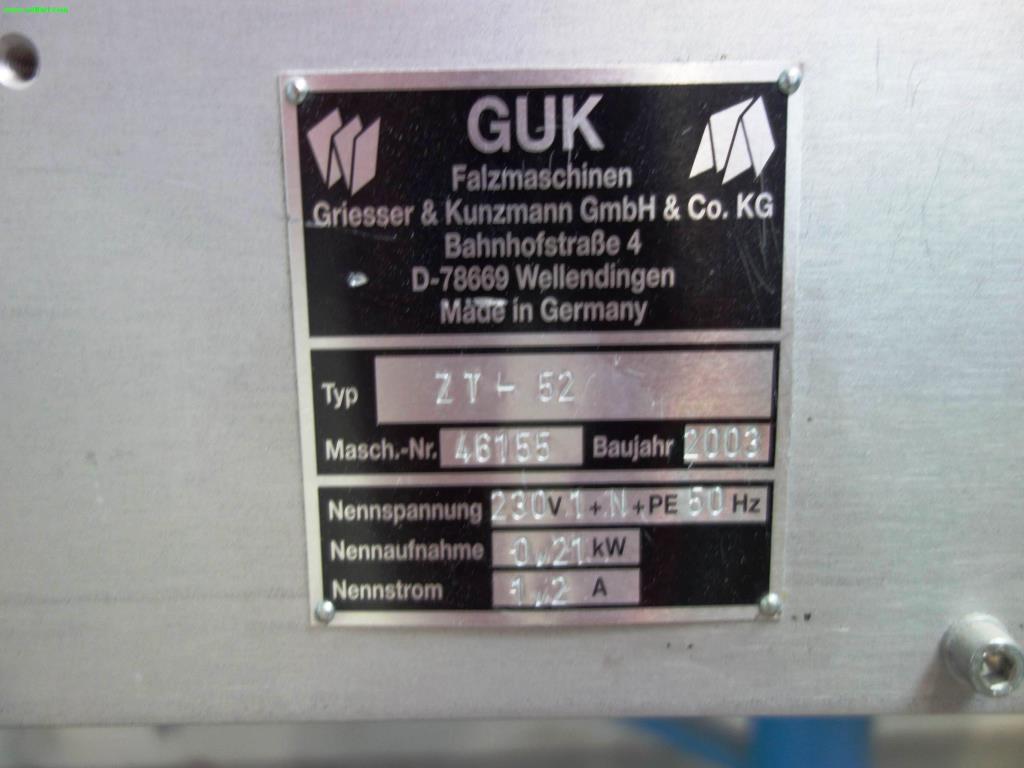 GUK
Falzmaschinen
Griesser & Kunzmann GmbH & Co. KG
Bahnhofstraße 4
D-78669 Wellendingen
Made in Germany
Typ ZT-52
Masch.-Nr. 46155 Baujahr 2003
Nennspannung 230V 1 + N + PE 50 Hz
Nennaufnahme 0,21 kW
Nennstrom 1,2 A